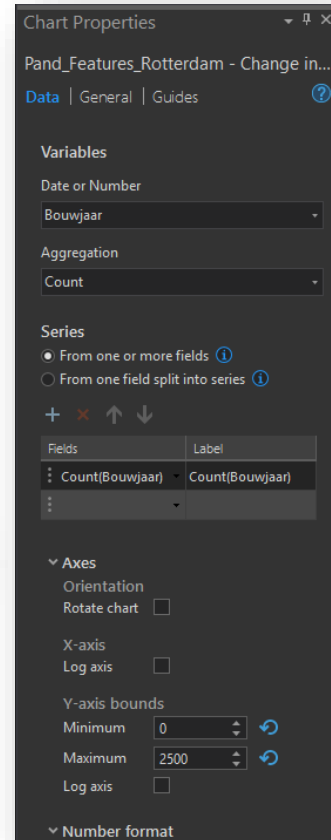 Chart Properties
Pand_Features_Rotterdam - Change in...
Data | General | Guides
Variables
Date or Number
Bouwjaar
Aggregation
Count
Series
From one or more fields
From one field split into series
Fields Label
Count(Bouwjaar) Count(Bouwjaar)
Axes
Orientation
Rotate chart
X-axis
Log axis
Y-axis bounds
Minimum 0
Maximum 2500
Log axis
Number format